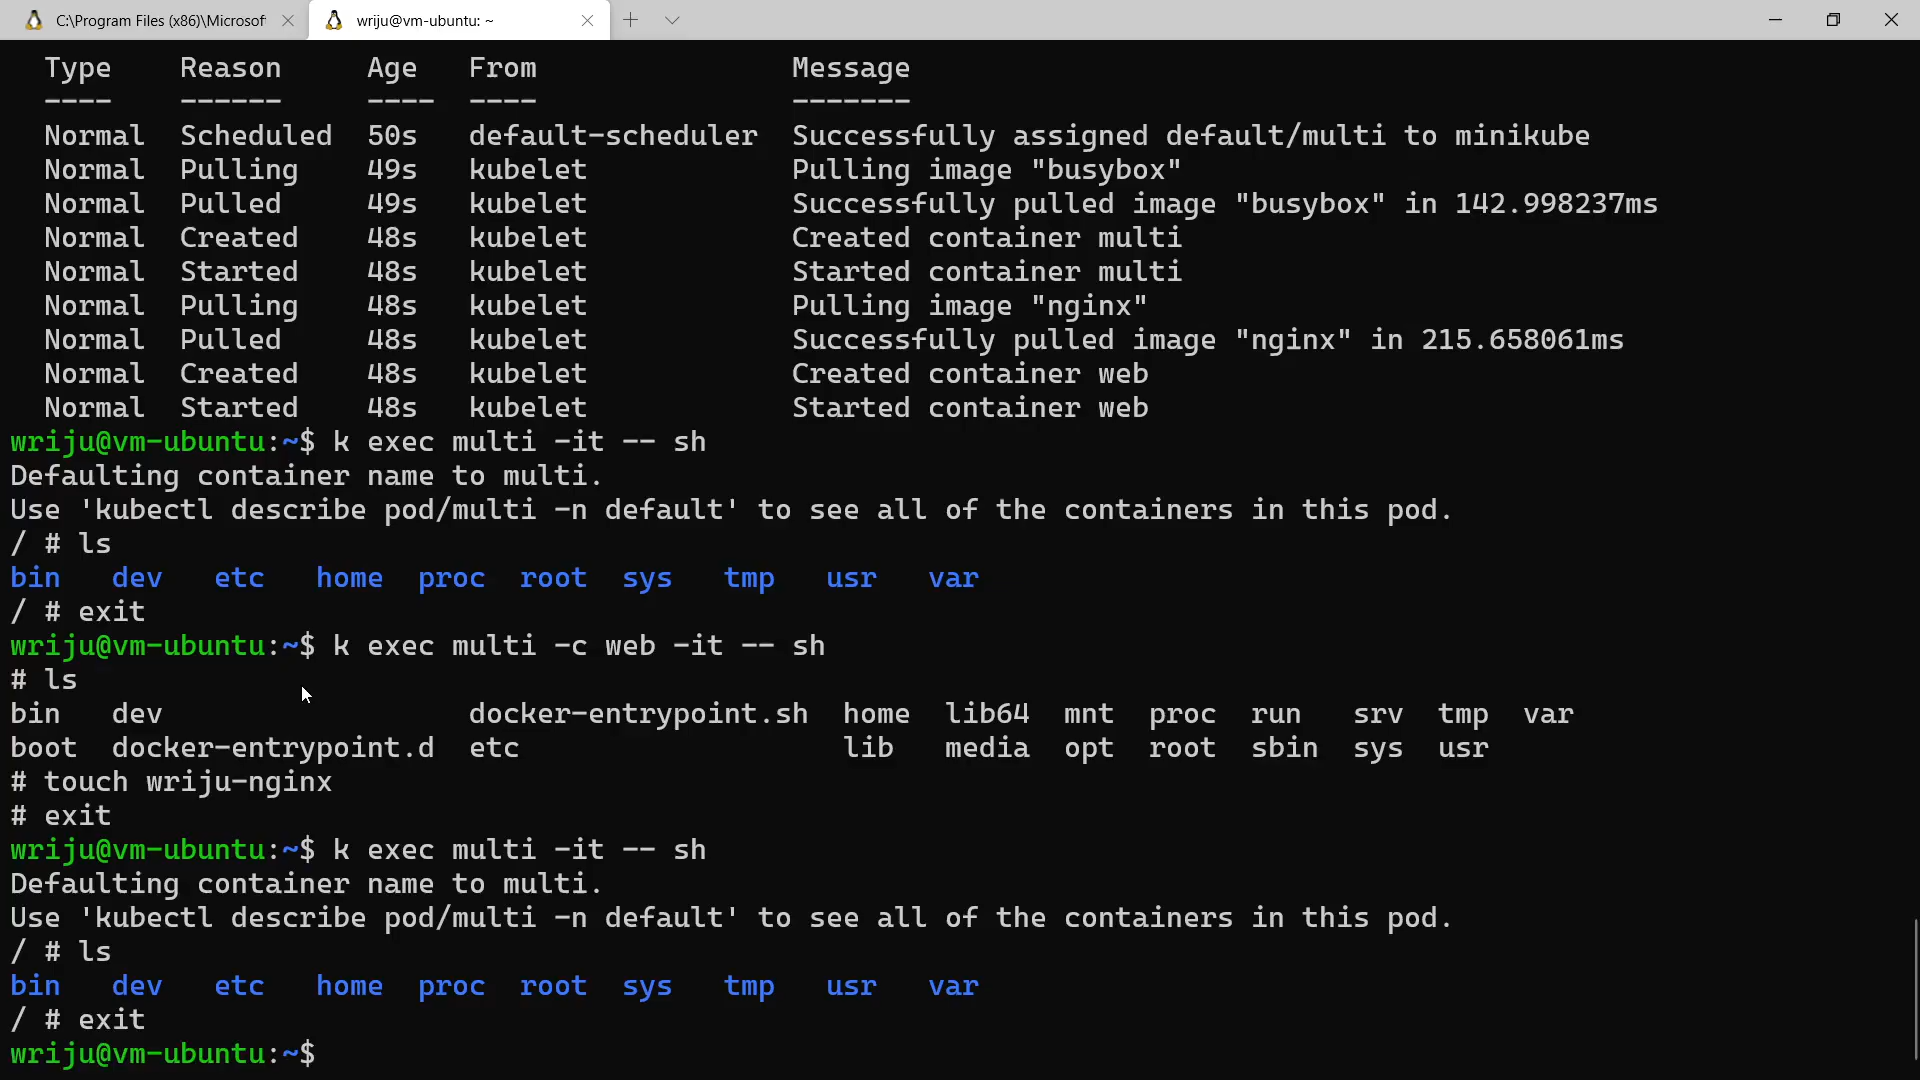 C:\Program Files (x86)\Microsof
wriju@vm-ubuntu: ~
Type Reason Age From Message
---- ------ ---- ---- -------
Normal Scheduled 50s default-scheduler Successfully assigned default/multi to minikube
Normal Pulling 49s kubelet Pulling image "busybox"
Normal Pulled 49s kubelet Successfully pulled image "busybox" in 142.998237ms
Normal Created 48s kubelet Created container multi
Normal Started 48s kubelet Started container multi
Normal Pulling 48s kubelet Pulling image "nginx"
Normal Pulled 48s kubelet Successfully pulled image "nginx" in 215.658061ms
Normal Created 48s kubelet Created container web
Normal Started 48s kubelet Started container web
wriju@vm-ubuntu:~$ k exec multi -it -- sh
Defaulting container name to multi.
Use 'kubectl describe pod/multi -n default' to see all of the containers in this pod.
/ # ls
bin dev etc home proc root sys tmp usr var
/ # exit
wriju@vm-ubuntu:~$ k exec multi -c web -it -- sh
# ls
bin dev docker-entrypoint.sh home lib64 mnt proc run srv tmp var
boot docker-entrypoint.d etc lib media opt root sbin sys usr
# touch wriju-nginx
# exit
wriju@vm-ubuntu:~$ k exec multi -it -- sh
Defaulting container name to multi.
Use 'kubectl describe pod/multi -n default' to see all of the containers in this pod.
/ # ls
bin dev etc home proc root sys tmp usr var
/ # exit
wriju@vm-ubuntu:~$